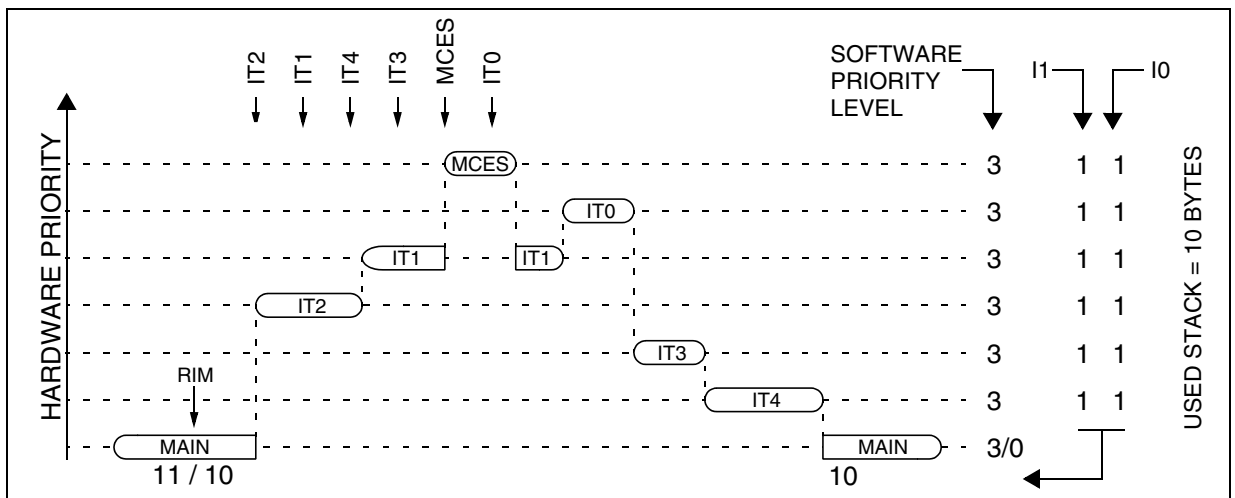 IT2
IT1
IT4
IT3
MCES
IT0
SOFTWARE
PRIORITY
LEVEL
I1
I0
HARDWARE PRIORITY
MCES
3
1 1
IT0
3
1 1
IT1
IT1
3
1 1
IT2
3
1 1
IT3
3
1 1
RIM
IT4
3
1 1
MAIN
MAIN
3/0
11 / 10
10
USED STACK = 10 BYTES